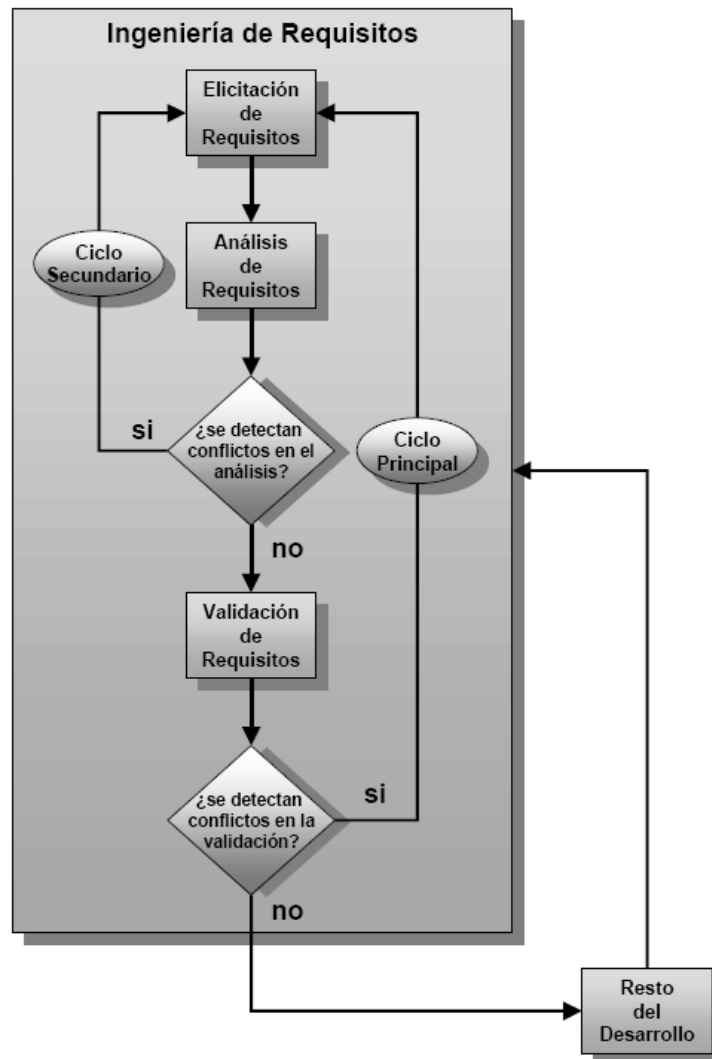 Ingeniería de Requisitos
Elicitación
de
Requisitos
Ciclo
Secundario
Análisis
de
Requisitos
si
¿se detectan
conflictos en el
análisis?
Ciclo
Principal
no
Validación
de
Requisitos
¿se detectan
conflictos en la
validación?
si
no
Resto
del
Desarrollo